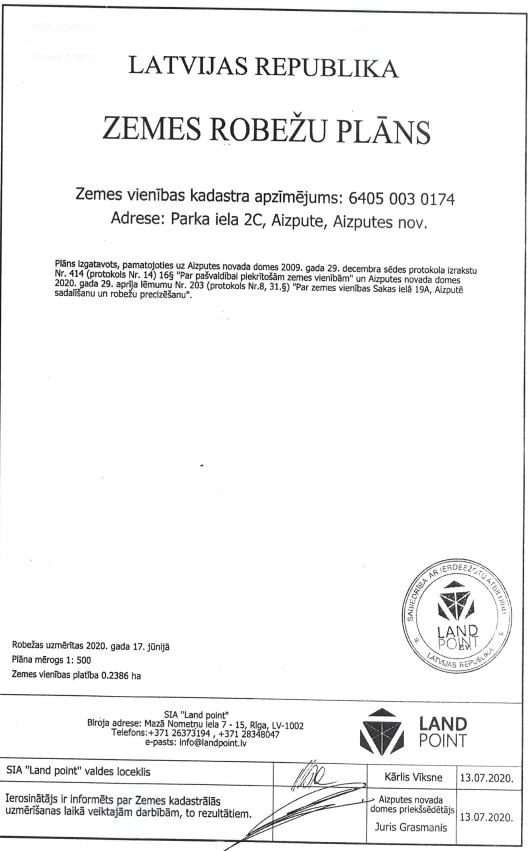 LATVIJAS REPUBLIKA
ZEMES ROBEŽU PLĀNS
Zemes vienības kadastra apzīmējums: 6405 003 0174
Adrese: Parka iela 2C, Aizpute, Aizputes nov.
Plāns izgatavots, pamatojoties uz Aizputes novada domes 2009. gada 29. decembra sēdes protokola izrakstu
Nr. 414 (protokols Nr. 14) 16§ "Par pašvaldībai piekrītošām zemes vienībām" un Aizputes novada domes
2020. gada 29. aprīļa lēmumu Nr. 203 (protokols Nr.8, 31.§) "Par zemes vienības Sakas ielā 19A, Aizputē
sadalīšanu un robežu precizēšanu".
SABIEDRĪBA AR IEROBEŽOTU ATBILDĪBU
LAND
POINT
LATVIJAS REPUBLIKA
Robežas uzmērītas 2020. gada 17. jūnijā
Plāna mērogs 1: 500
Zemes vienības platība 0.2386 ha
SIA "Land point"
Biroja adrese: Mazā Nometņu iela 7 - 15, Rīga, LV-1002
Telefons:+371 26373194 , +371 28348047
e-pasts: info@landpoint.lv
LAND
POINT
SIA "Land point" valdes loceklis
Kārlis Vīksne
13.07.2020.
Ierosinātājs ir informēts par Zemes kadastrālās
uzmērīšanas laikā veiktajām darbībām, to rezultātiem.
Aizputes novada
domes priekšsēdētājs
Juris Grasmanis
13.07.2020.